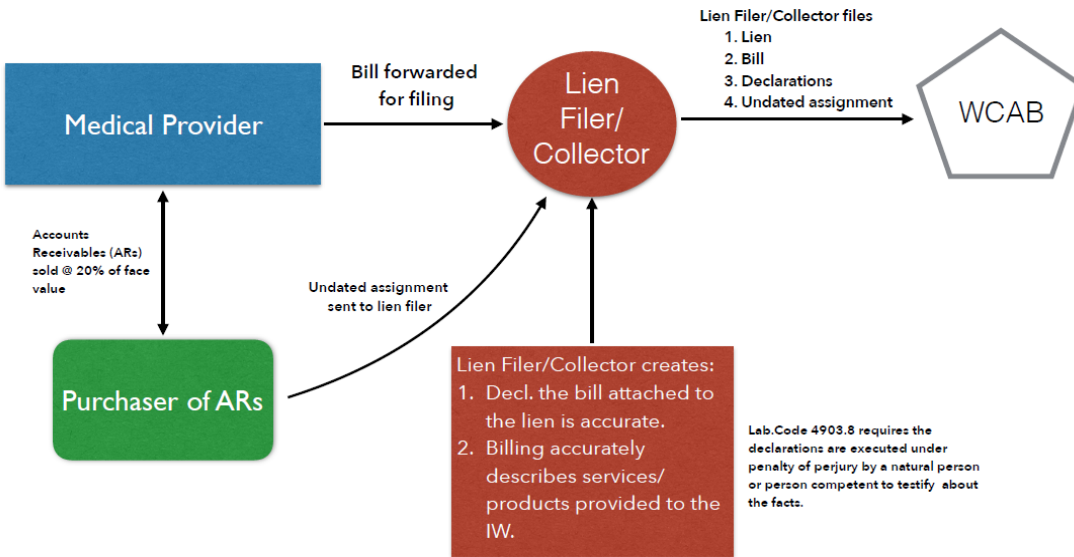 Lien Filer/Collector files
1. Lien
2. Bill
3. Declarations
4. Undated assignment
Bill forwarded
for filing
Medical Provider
Lien
Filer/
Collector
WCAB
Accounts
Receivables (ARs)
sold @ 20% of face
value
Undated assignment
sent to lien filer
Purchaser of ARs
Lien Filer/Collector creates:
1. Decl. the bill attached to
the lien is accurate.
2. Billing accurately
describes services/
products provided to the
IW.
Lab.Code 4903.8 requires the
declarations are executed under
penalty of perjury by a natural person
or person competent to testify about
the facts.